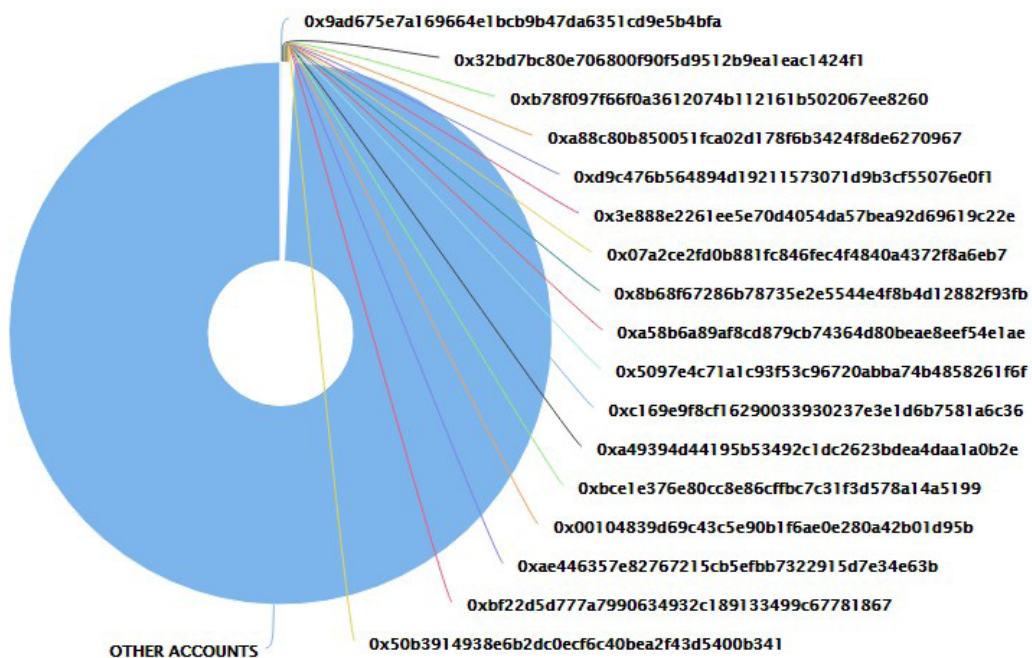 0x9ad675e7a169664e1bcb9b47da6351cd9e5b4bfa
0x32bd7bc80e706800f90f5d9512b9ea1eac1424f1
0xb78f097f66f0a3612074b112161b502067ee8260
0xa88c80b850051fca02d178f6b3424f8de6270967
0xd9c476b564894d19211573071d9b3cf55076e0f1
0x3e888e2261ee5e70d4054da57bea92d69619c22e
0x07a2ce2fd0b881fc846fec4f4840a4372f8a6eb7
0x8b68f67286b78735e2e5544e4f8b4d12882f93fb
0xa58b6a89af8cd879cb74364d80beae8eef54e1ae
0x5097e4c71a1c93f53c96720abba74b4858261f6f
0xc169e9f8cf16290033930237e3e1d6b7581a6c36
0xa49394d44195b53492c1dc2623bdea4daa1a0b2e
0xbce1e376e80cc8e86cffbc7c31f3d578a14a5199
0x00104839d69c43c5e90b1f6ae0e280a42b01d95b
0xae446357e82767215cb5efbb7322915d7e34e63b
0xbf22d5d777a7990634932c189133499c67781867
0x50b3914938e6b2dc0ecf6c40bea2f43d5400b341
OTHER ACCOUNTS